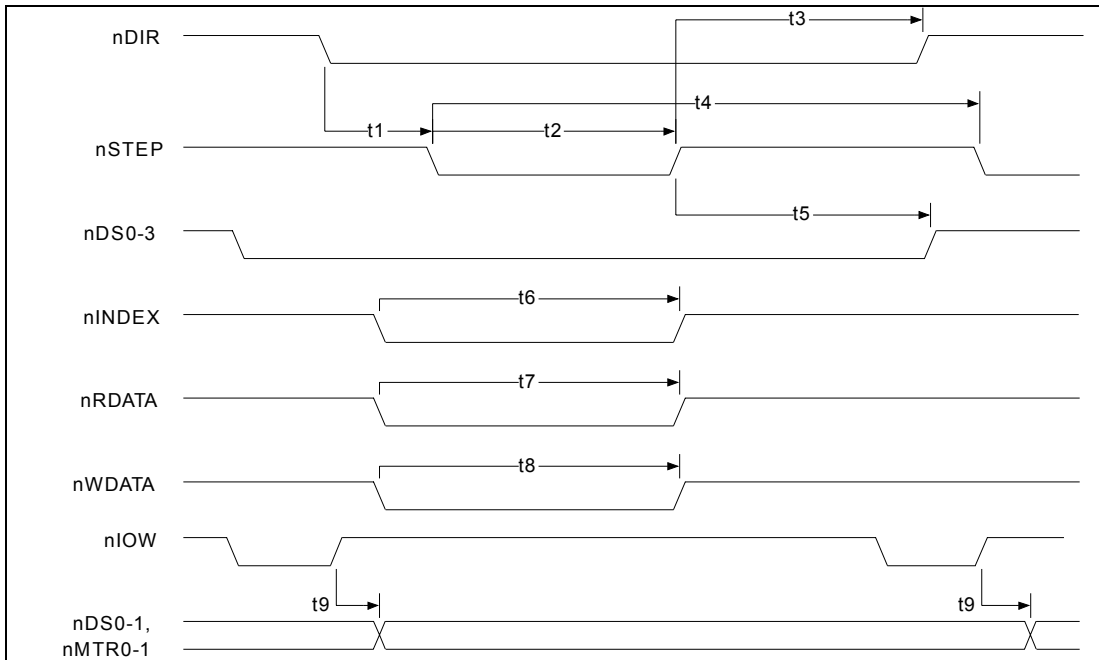 t3
nDIR
t4
t1
t2
nSTEP
t5
nDS0-3
t6
nINDEX
t7
nRDATA
t8
nWDATA
nIOW
t9
t9
nDS0-1,
nMTR0-1